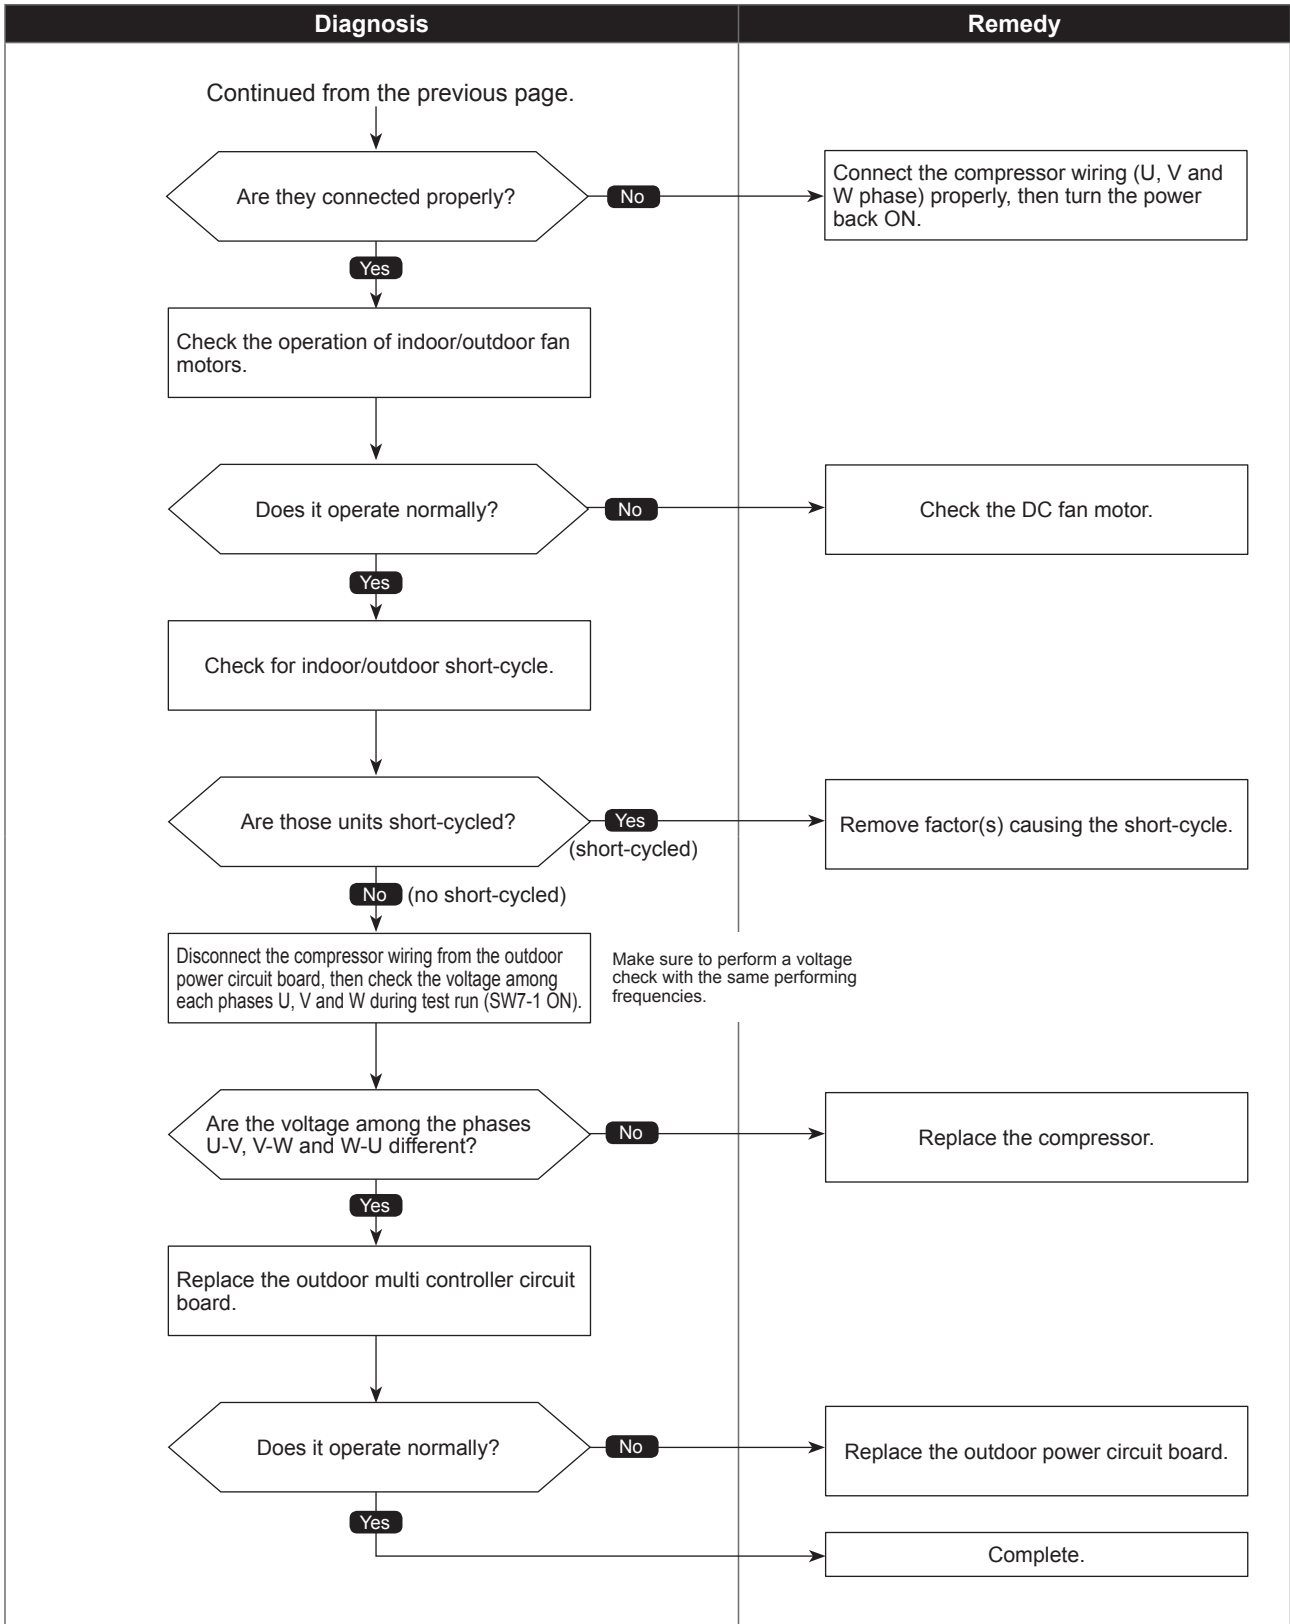 Diagnosis
Remedy
Continued from the previous page.
Are they connected properly?
No
Connect the compressor wiring (U, V and
W phase) properly, then turn the power
back ON.
Yes
Check the operation of indoor/outdoor fan
motors.
Does it operate normally?
No
Check the DC fan motor.
Yes
Check for indoor/outdoor short-cycle.
Are those units short-cycled?
Yes
(short-cycled)
Remove factor(s) causing the short-cycle.
No (no short-cycled)
Disconnect the compressor wiring from the outdoor
power circuit board, then check the voltage among
each phases U, V and W during test run (SW7-1 ON).
Make sure to perform a voltage
check with the same performing
frequencies.
Are the voltage among the phases
U-V, V-W and W-U different?
No
Replace the compressor.
Yes
Replace the outdoor multi controller circuit
board.
Does it operate normally?
No
Replace the outdoor power circuit board.
Yes
Complete.